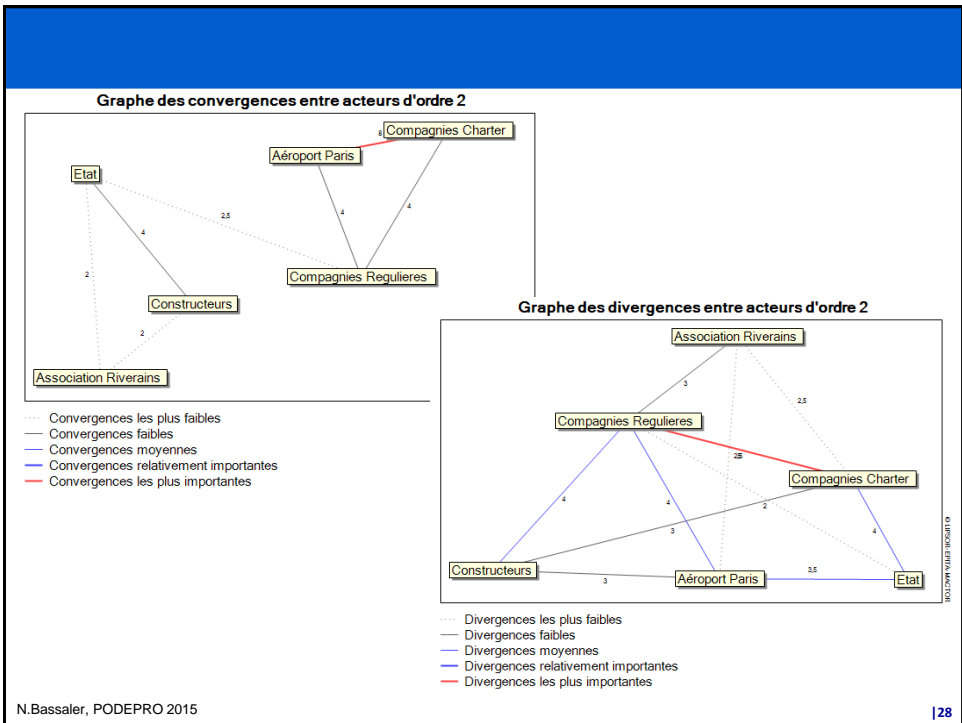 Graphe des convergences entre acteurs d'ordre 2
Compagnies Charter
8
Aéroport Paris
Etat
4
4
2,5
4
2
Compagnies Regulieres
Constructeurs
2
Association Riverains
Convergences les plus faibles
Convergences faibles
Convergences moyennes
Convergences relativement importantes
Convergences les plus importantes
Graphe des divergences entre acteurs d'ordre 2
Association Riverains
3
2,5
Compagnies Regulieres
Compagnies Charter
4
4
2
3
4
Constructeurs
3
Aéroport Paris
3,5
Etat
© LIPSOR-EPITA-MACTOR
Divergences les plus faibles
Divergences faibles
Divergences moyennes
Divergences relativement importantes
Divergences les plus importantes
N.Bassaler, PODEPRO 2015
|28